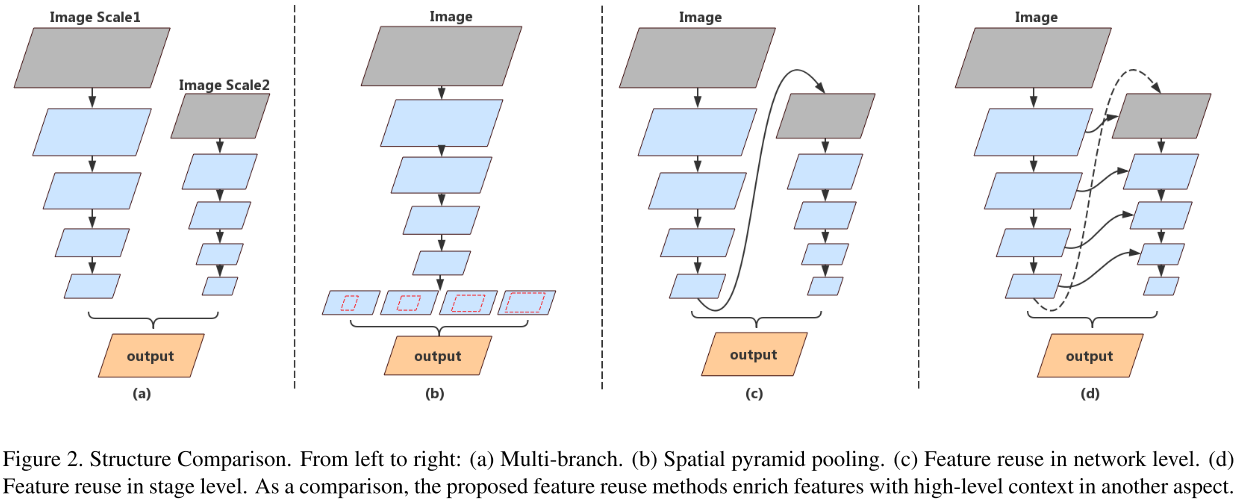 Image Scale1
Image Scale2
output
(a)
Image
output
(b)
Image
output
(c)
Image
output
(d)
Figure 2. Structure Comparison. From left to right: (a) Multi-branch. (b) Spatial pyramid pooling. (c) Feature reuse in network level. (d)
Feature reuse in stage level. As a comparison, the proposed feature reuse methods enrich features with high-level context in another aspect.